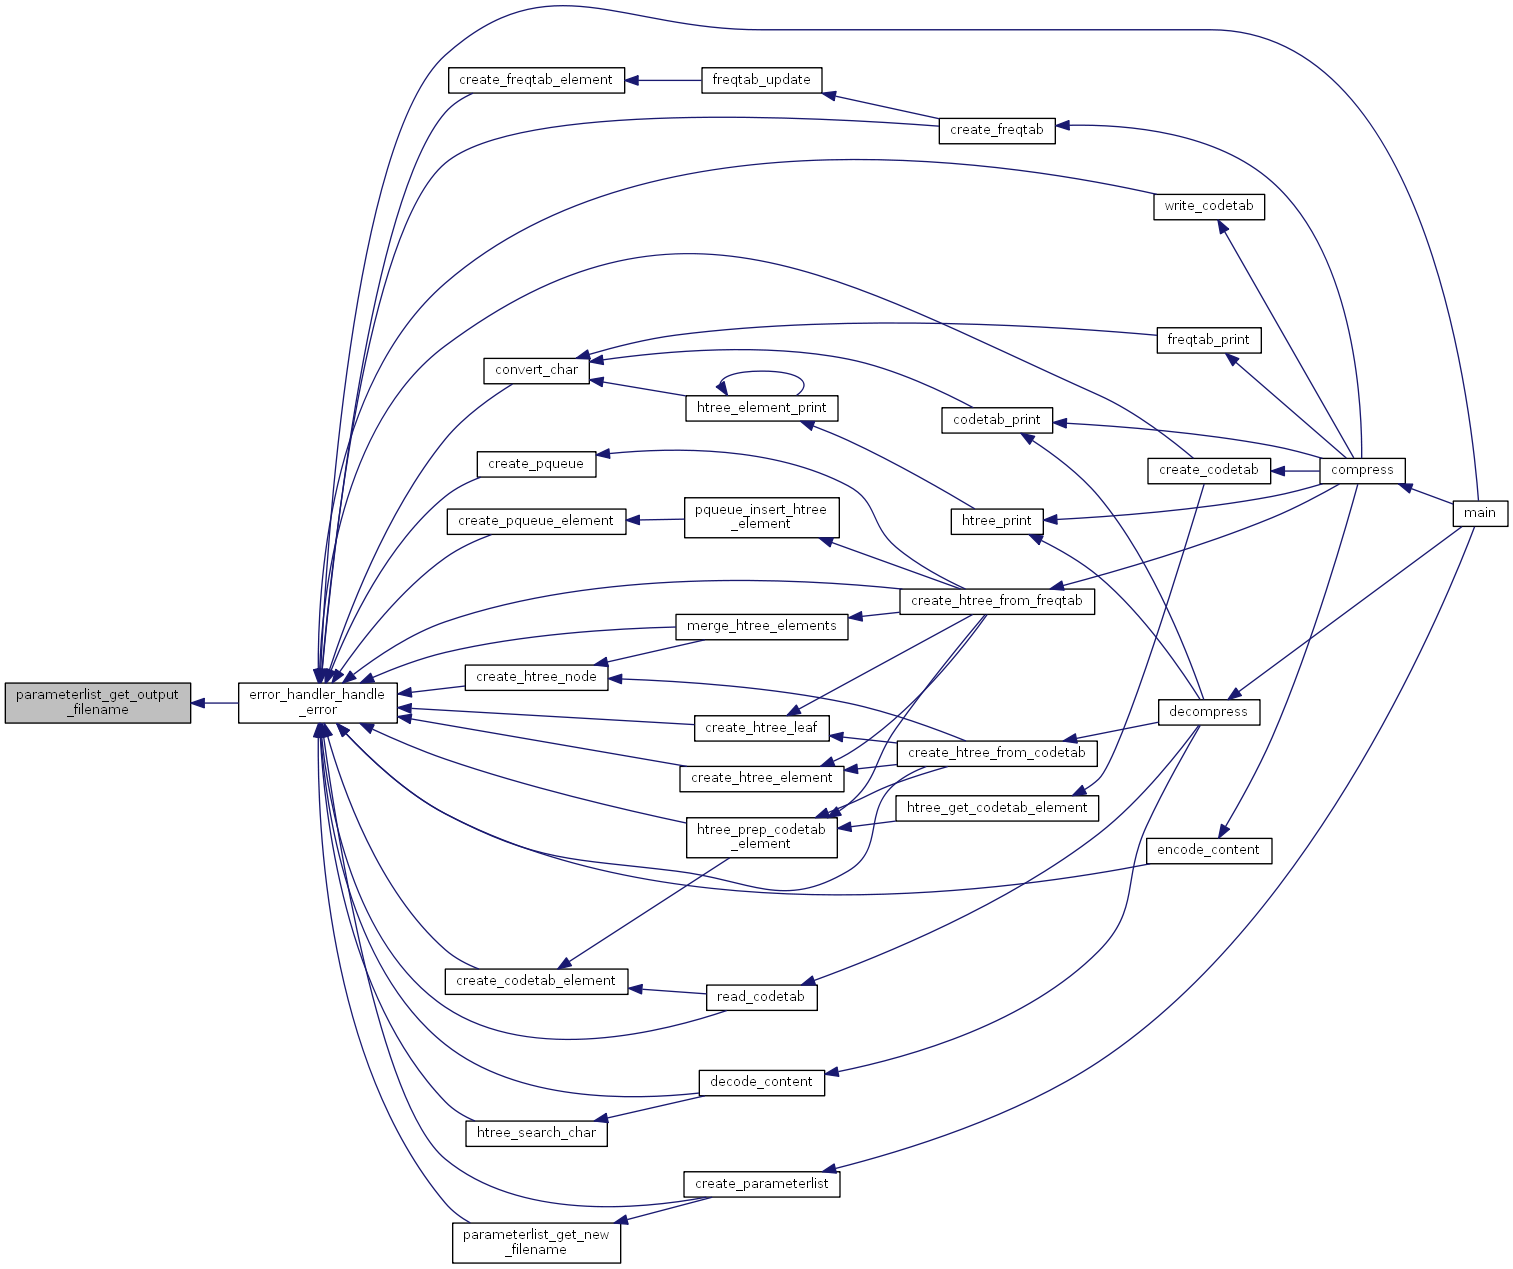 create_freqtab_element
freqtab_update
create_freqtab
write_codetab
freqtab_print
convert_char
htree_element_print
codetab_print
create_pqueue
create_codetab
compress
pqueue_insert_htree
_element
create_pqueue_element
htree_print
main
create_htree_from_freqtab
merge_htree_elements
create_htree_node
parameterlist_get_output
_filename
error_handler_handle
_error
decompress
create_htree_leaf
create_htree_from_codetab
create_htree_element
htree_get_codetab_element
htree_prep_codetab
_element
encode_content
create_codetab_element
read_codetab
decode_content
htree_search_char
create_parameterlist
parameterlist_get_new
_filename